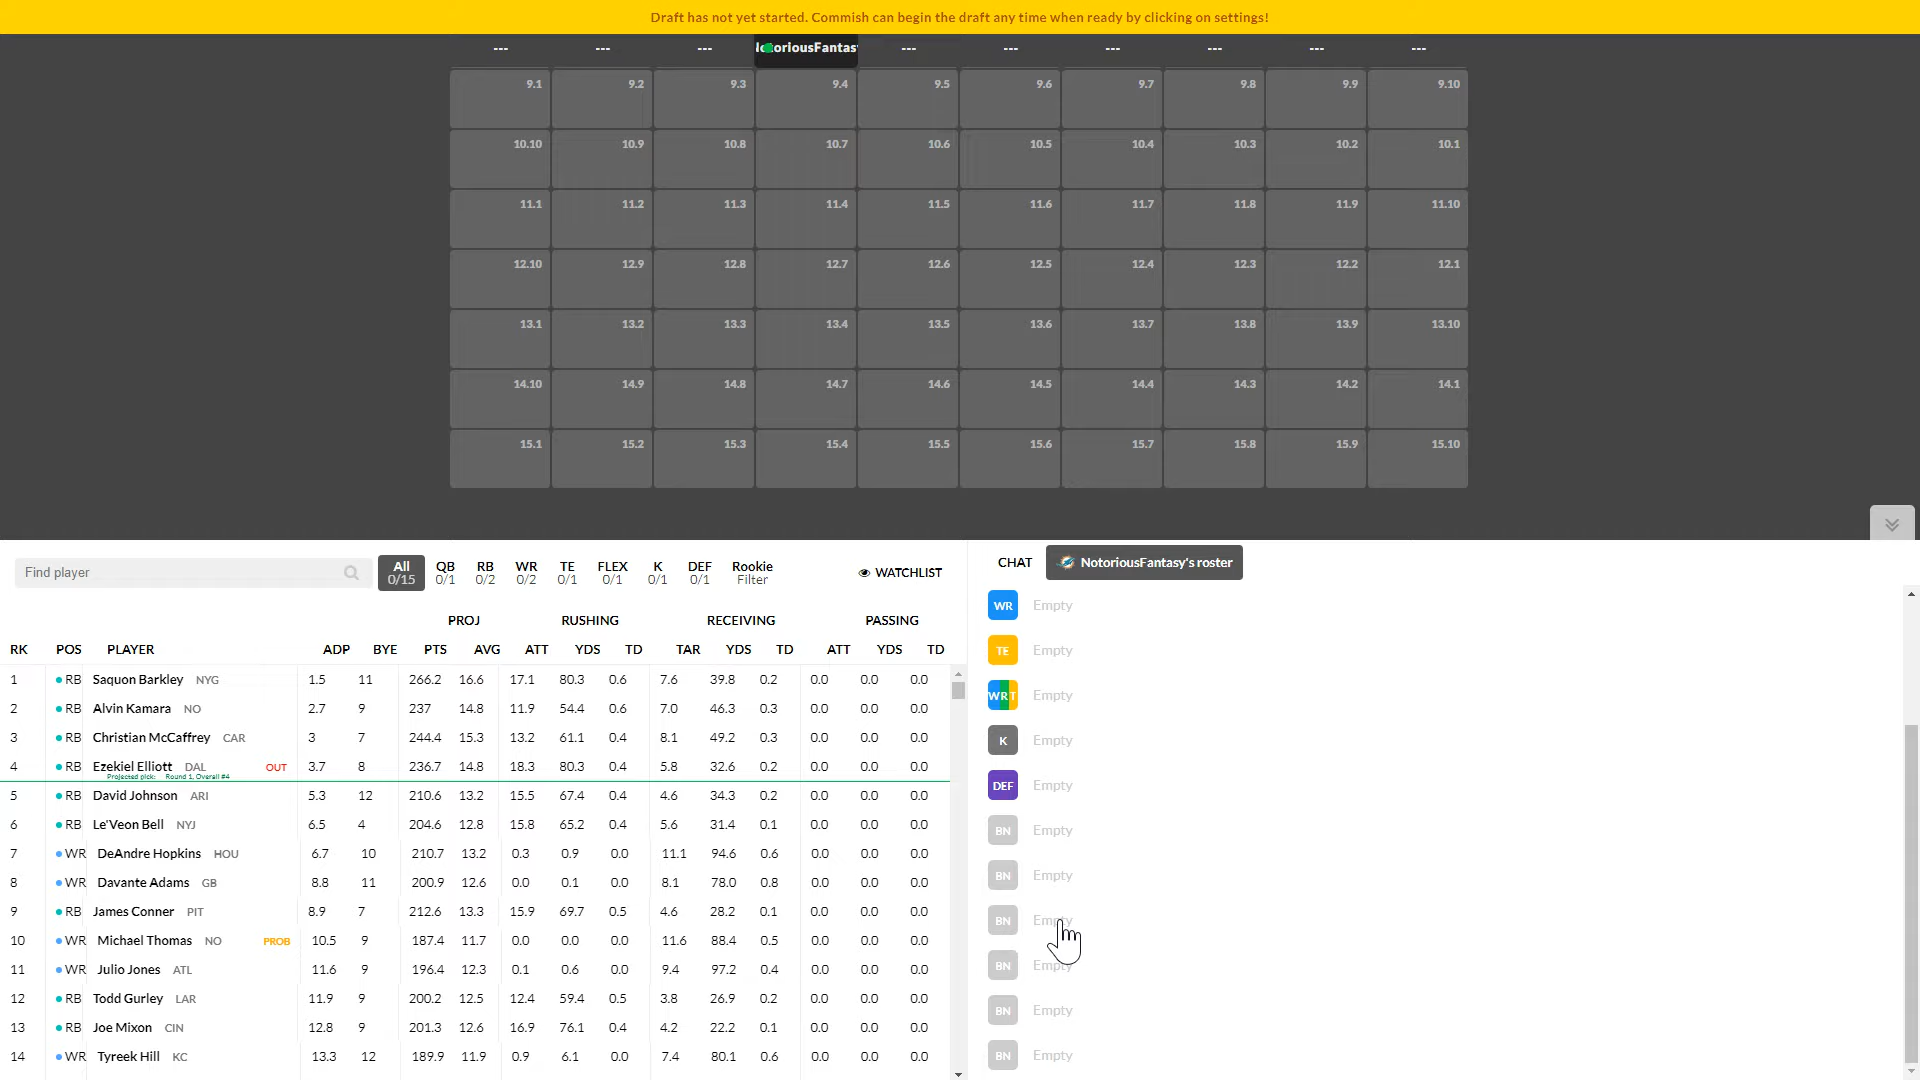 Draft has not yet started. Commish can begin the draft any time when ready by clicking on settings!
--- --- --- toriousFantas --- --- --- --- --- ---
9.1 9.2 9.3 9.4 9.5 9.6 9.7 9.8 9.9 9.10
10.10 10.9 10.8 10.7 10.6 10.5 10.4 10.3 10.2 10.1
11.1 11.2 11.3 11.4 11.5 11.6 11.7 11.8 11.9 11.10
12.10 12.9 12.8 12.7 12.6 12.5 12.4 12.3 12.2 12.1
13.1 13.2 13.3 13.4 13.5 13.6 13.7 13.8 13.9 13.10
14.10 14.9 14.8 14.7 14.6 14.5 14.4 14.3 14.2 14.1
15.1 15.2 15.3 15.4 15.5 15.6 15.7 15.8 15.9 15.10
Find player
All QB RB WR TE FLEX K DEF Rookie
0/15 0/1 0/2 0/2 0/1 0/1 0/1 0/1 Filter
WATCHLIST
PROJ RUSHING RECEIVING PASSING
RK POS PLAYER ADP BYE PTS AVG ATT YDS TD TAR YDS TD ATT YDS TD
1 RB Saquon Barkley NYG 1.5 11 266.2 16.6 17.1 80.3 0.6 7.6 39.8 0.2 0.0 0.0 0.0
2 RB Alvin Kamara NO 2.7 9 237 14.8 11.9 54.4 0.6 7.0 46.3 0.3 0.0 0.0 0.0
3 RB Christian McCaffrey CAR 3 7 244.4 15.3 13.2 61.1 0.4 8.1 49.2 0.3 0.0 0.0 0.0
4 RB Ezekiel Elliott DAL OUT 3.7 8 236.7 14.8 18.3 80.3 0.4 5.8 32.6 0.2 0.0 0.0 0.0
Projected pick: Round 1, Overall #4
5 RB David Johnson ARI 5.3 12 210.6 13.2 15.5 67.4 0.4 4.6 34.3 0.2 0.0 0.0 0.0
6 RB Le'Veon Bell NYJ 6.5 4 204.6 12.8 15.8 65.2 0.4 5.6 31.4 0.1 0.0 0.0 0.0
7 WR DeAndre Hopkins HOU 6.7 10 210.7 13.2 0.3 0.9 0.0 11.1 94.6 0.6 0.0 0.0 0.0
8 WR Davante Adams GB 8.8 11 200.9 12.6 0.0 0.1 0.0 8.1 78.0 0.8 0.0 0.0 0.0
9 RB James Conner PIT 8.9 7 212.6 13.3 15.9 69.7 0.5 4.6 28.2 0.1 0.0 0.0 0.0
10 WR Michael Thomas NO PROB 10.5 9 187.4 11.7 0.0 0.0 0.0 11.6 88.4 0.5 0.0 0.0 0.0
11 WR Julio Jones ATL 11.6 9 196.4 12.3 0.1 0.6 0.0 9.4 97.2 0.4 0.0 0.0 0.0
12 RB Todd Gurley LAR 11.9 9 200.2 12.5 12.4 59.4 0.5 3.8 26.9 0.2 0.0 0.0 0.0
13 RB Joe Mixon CIN 12.8 9 201.3 12.6 16.9 76.1 0.4 4.2 22.2 0.1 0.0 0.0 0.0
14 WR Tyreek Hill KC 13.3 12 189.9 11.9 0.9 6.1 0.0 7.4 80.1 0.6 0.0 0.0 0.0
CHAT NotoriousFantasy's roster
WR Empty
TE Empty
WRT Empty
K Empty
DEF Empty
BN Empty
BN Empty
BN Empty
BN Empty
BN Empty
BN Empty